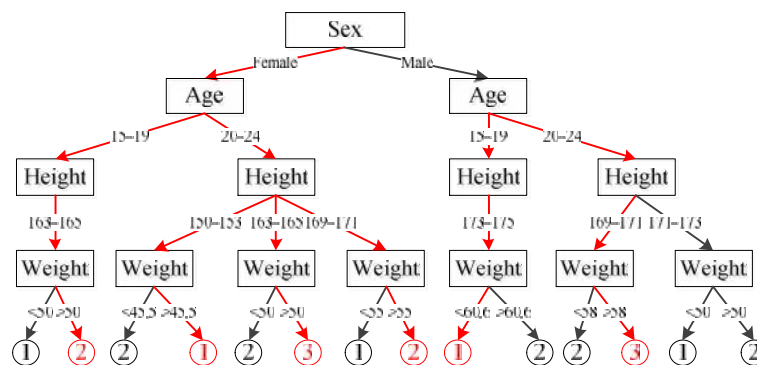 Sex
Female Male
Age Age
15–19 20–24 15–19 20–24
Height Height Height Height
163–165 150–153 163–165 169–171 173–175 169–171 171–173
Weight Weight Weight Weight Weight Weight Weight
<50 >50 <45,5 >45,5 <50 >50 <55 >55 <60,6 >60,6 <58 >58 <50 >50
1 2 2 1 2 3 1 2 1 2 2 3 1 2